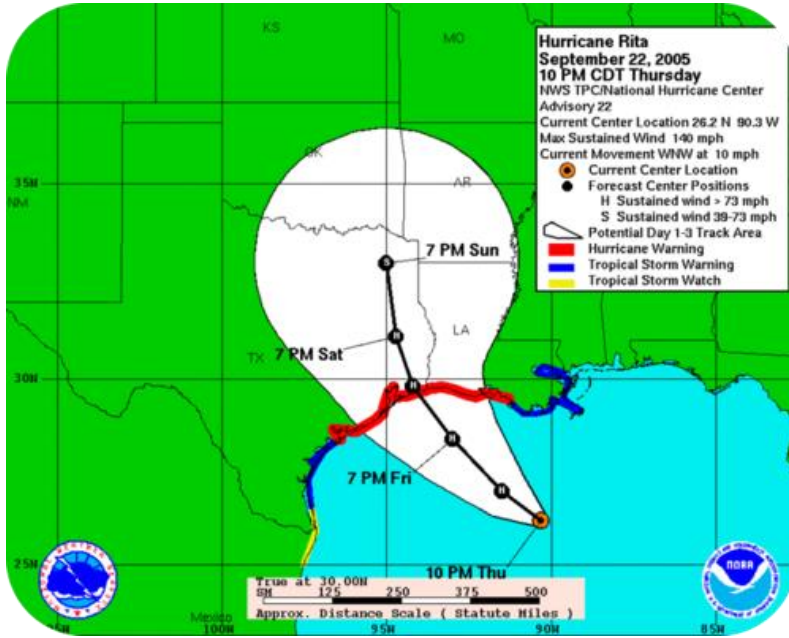 KS
MO
Hurricane Rita
September 22, 2005
10 PM CDT Thursday
NWS TPC/National Hurricane Center
Advisory 22
Current Center Location 26.2 N 90.3 W
Max Sustained Wind 140 mph
Current Movement WNW at 10 mph
Current Center Location
Forecast Center Positions
H Sustained wind > 73 mph
S Sustained wind 39-73 mph
Potential Day 1-3 Track Area
Hurricane Warning
Tropical Storm Warning
Tropical Storm Watch
OK
AR
35N
NM
S
7 PM Sun
H
LA
TX
7 PM Sat
30N
H
H
7 PM Fri
H
25N
10 PM Thu
NOAA
True at 30.00N
SM 125 250 375 500
Approx. Distance Scale ( Statute Miles )
Mexico
95W
100W
95W
90W
85W